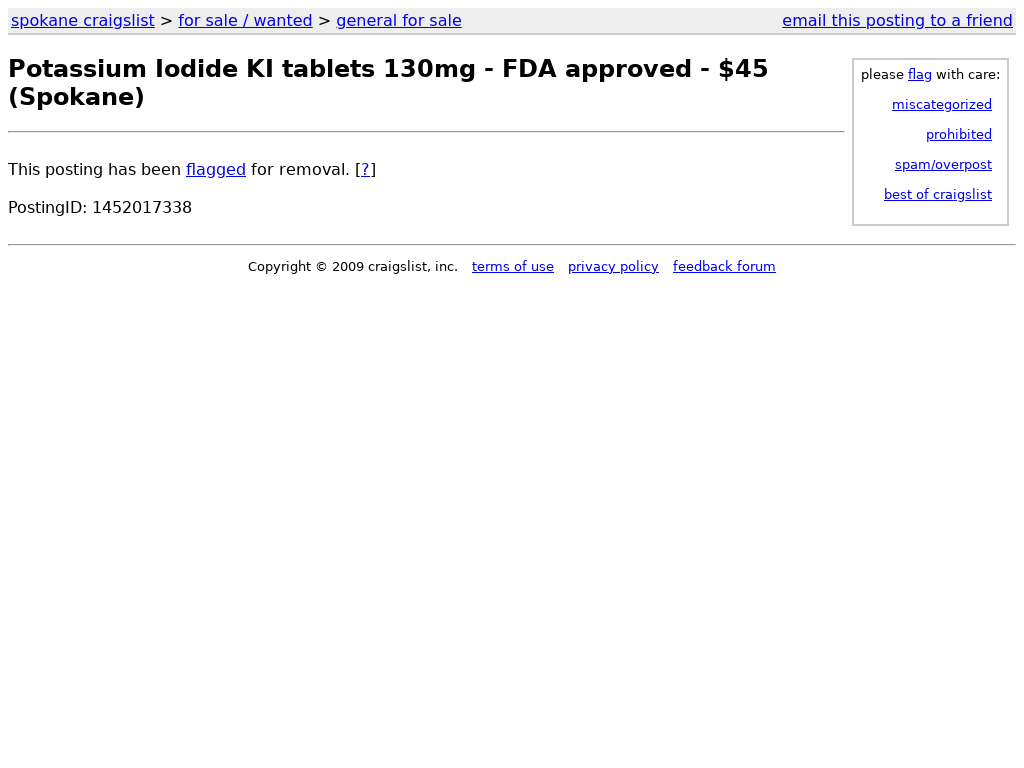 spokane craigslist > for sale / wanted > general for sale
email this posting to a friend
Potassium Iodide KI tablets 130mg - FDA approved - $45
(Spokane)
please flag with care:
miscategorized
prohibited
spam/overpost
best of craigslist
This posting has been flagged for removal. [?]
PostingID: 1452017338
Copyright © 2009 craigslist, inc. terms of use privacy policy feedback forum